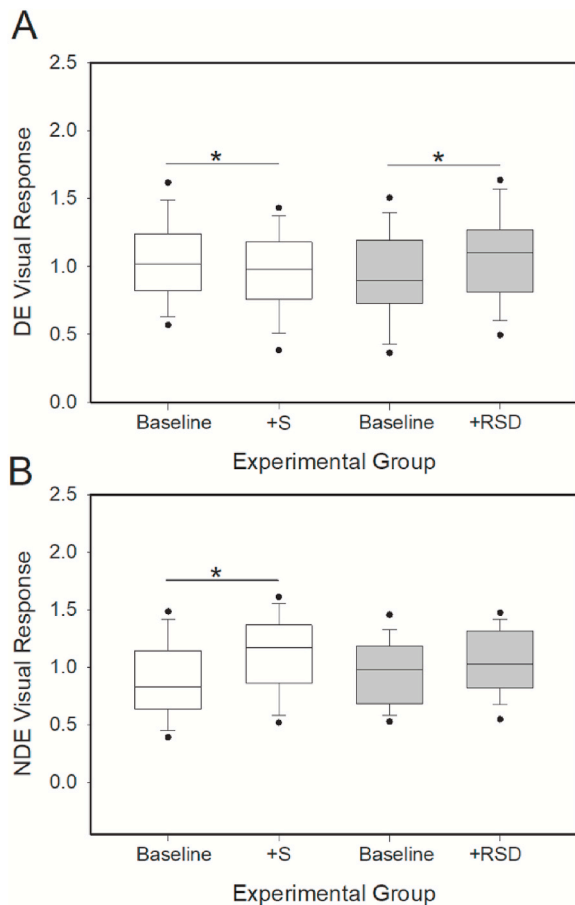 A
DE Visual Response
2.5
2.0
1.5
1.0
0.5
0.0
*
*
Baseline
+S
Baseline
+RSD
Experimental Group
B
NDE Visual Response
2.5
2.0
1.5
1.0
0.5
0.0
*
Baseline
+S
Baseline
+RSD
Experimental Group